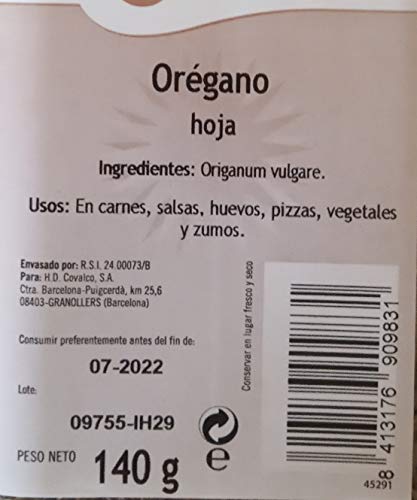 Orégano
hoja
Ingredientes: Origanum vulgare.
Usos: En carnes, salsas, huevos, pizzas, vegetales
y zumos.
Envasado por: R.S.I. 24.00073/B
Para: H.D. Covalco, S.A.
Ctra. Barcelona-Puigcerdà, km 25,6
08403-GRANOLLERS (Barcelona)
Consumir preferentemente antes del fin de:
07-2022
Lote:
09755-IH29
PESO NETO 140 g e
Conservar en lugar fresco y seco
8 413176 909831
45291